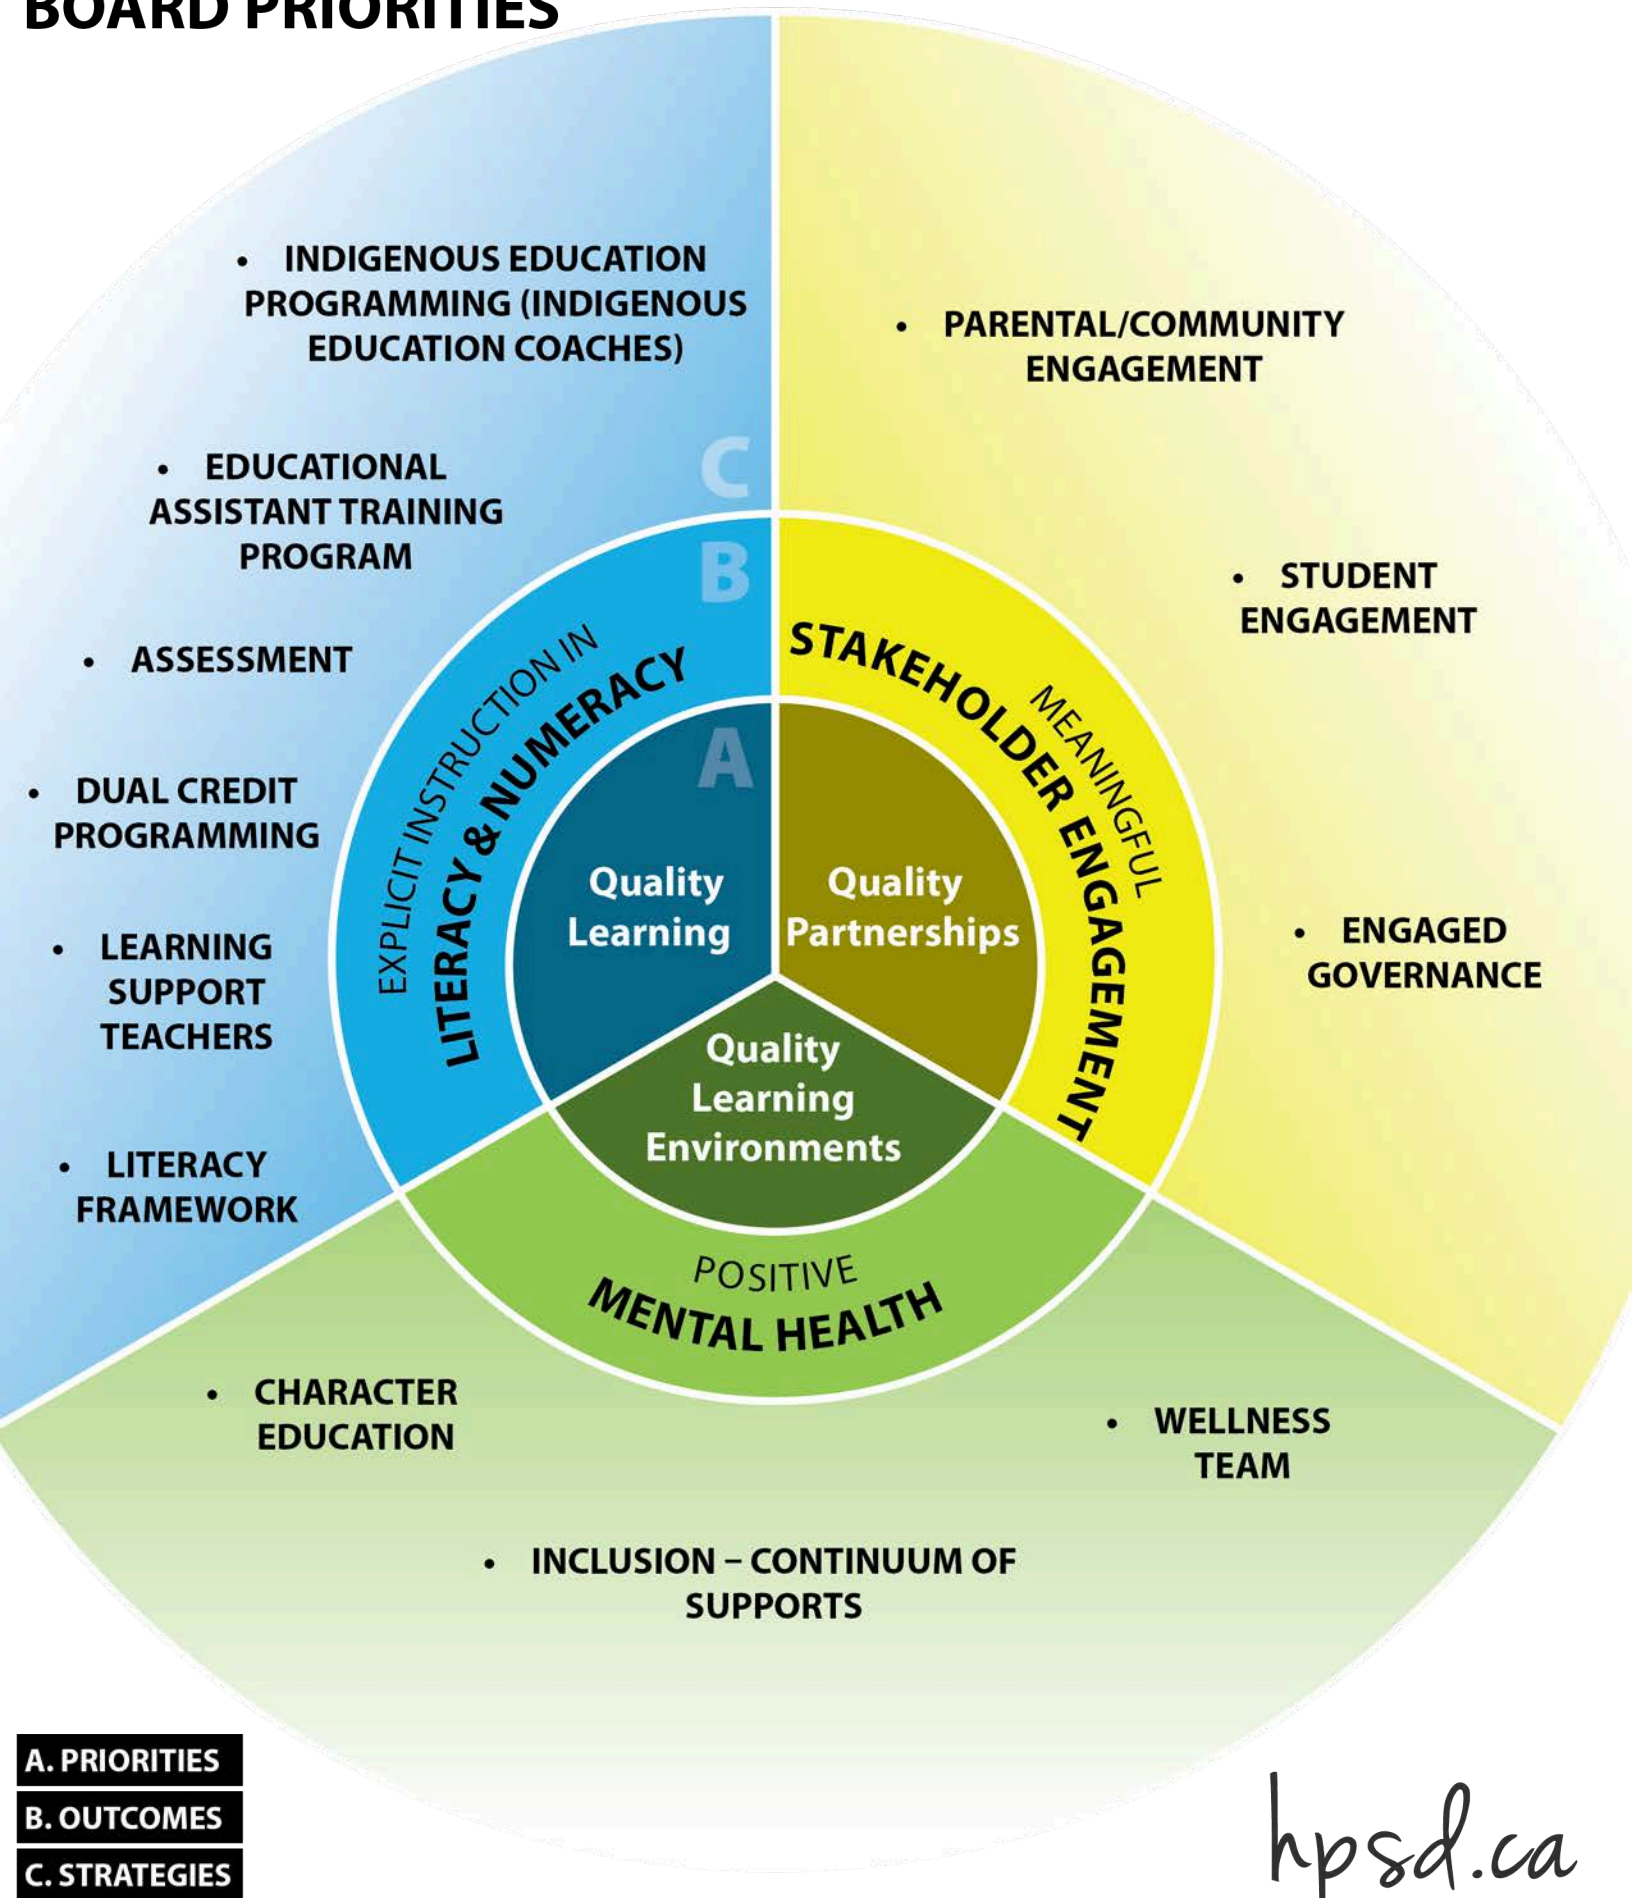 BOARD PRIORITIES
• INDIGENOUS EDUCATION
PROGRAMMING (INDIGENOUS
EDUCATION COACHES)
• EDUCATIONAL
ASSISTANT TRAINING
PROGRAM
• ASSESSMENT
• DUAL CREDIT
PROGRAMMING
• LEARNING
SUPPORT
TEACHERS
• LITERACY
FRAMEWORK
C
B
A
EXPLICIT INSTRUCTION IN
LITERACY & NUMERACY
Quality
Learning
• PARENTAL/COMMUNITY
ENGAGEMENT
• STUDENT
ENGAGEMENT
• ENGAGED
GOVERNANCE
MEANINGFUL
STAKEHOLDER ENGAGEMENT
Quality
Partnerships
Quality
Learning
Environments
POSITIVE
MENTAL HEALTH
• CHARACTER
EDUCATION
• WELLNESS
TEAM
• INCLUSION – CONTINUUM OF
SUPPORTS
A. PRIORITIES
B. OUTCOMES
C. STRATEGIES
hpsd.ca